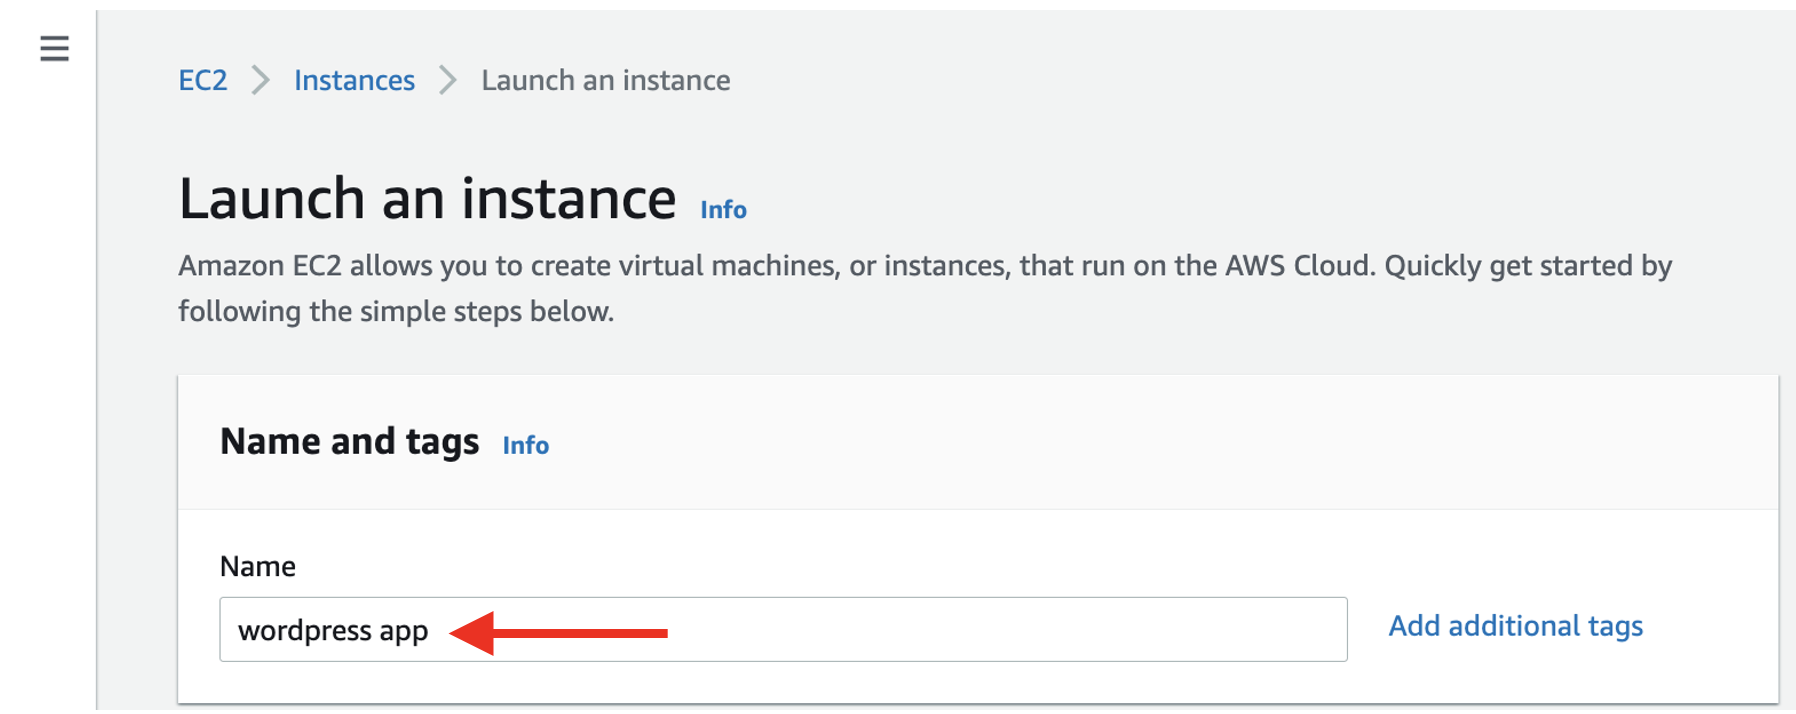 EC2 Instances Launch an instance
Launch an instance Info
Amazon EC2 allows you to create virtual machines, or instances, that run on the AWS Cloud. Quickly get started by
following the simple steps below.
Name and tags Info
Name
wordpress app
Add additional tags